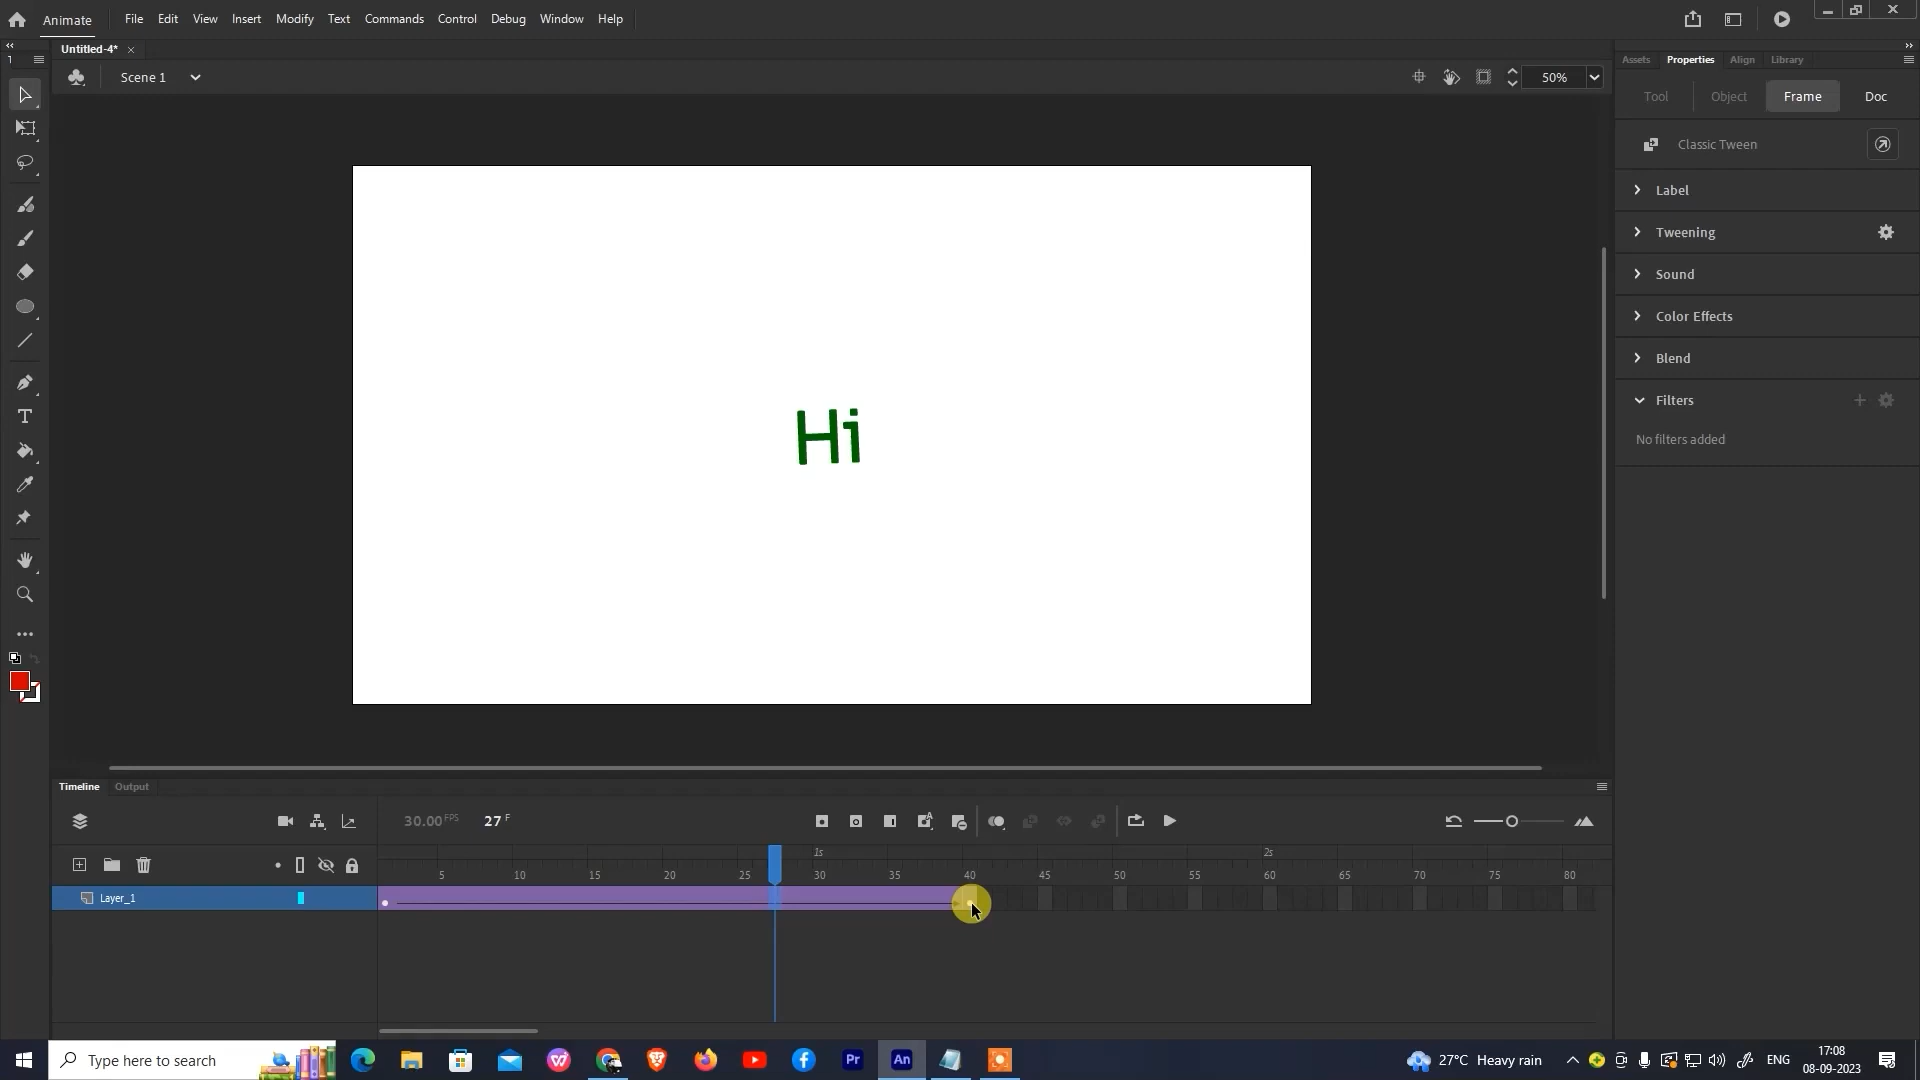 Animate File Edit View Insert Modify Text Commands Control Debug Window Help
Untitled-4* ×
1
Assets Properties Align Library
Scene 1
50%
Tool Object Frame Doc
Classic Tween
Label
Tweening
Sound
Color Effects
Blend
Filters
No filters added
Hi
Timeline Output
30.00 FPS 27 F
1s 2s
5 10 15 20 25 30 35 40 45 50 55 60 65 70 75 80
Layer_1
Type here to search
Pr An
27°C Heavy rain
ENG
17:08
08-09-2023